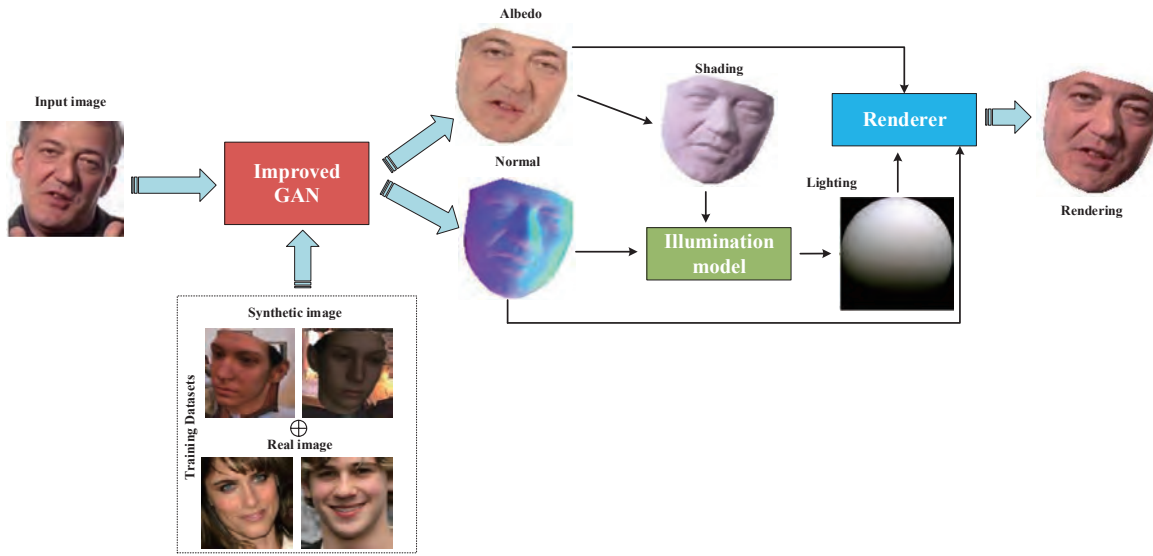 Input image
Improved
GAN
Albedo
Normal
Shading
Illumination
model
Lighting
Renderer
Rendering
Training Datasets
Synthetic image
Real image